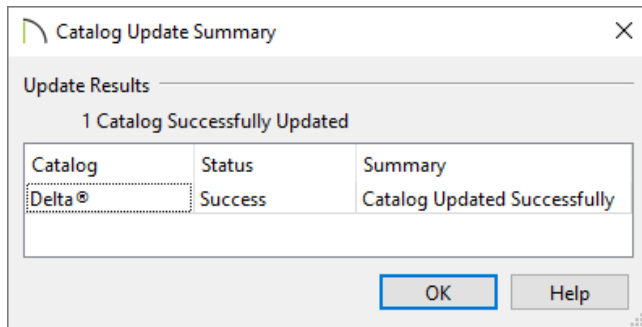 Catalog Update Summary
Update Results
1 Catalog Successfully Updated
Catalog Status Summary
Delta® Success Catalog Updated Successfully
OK Help